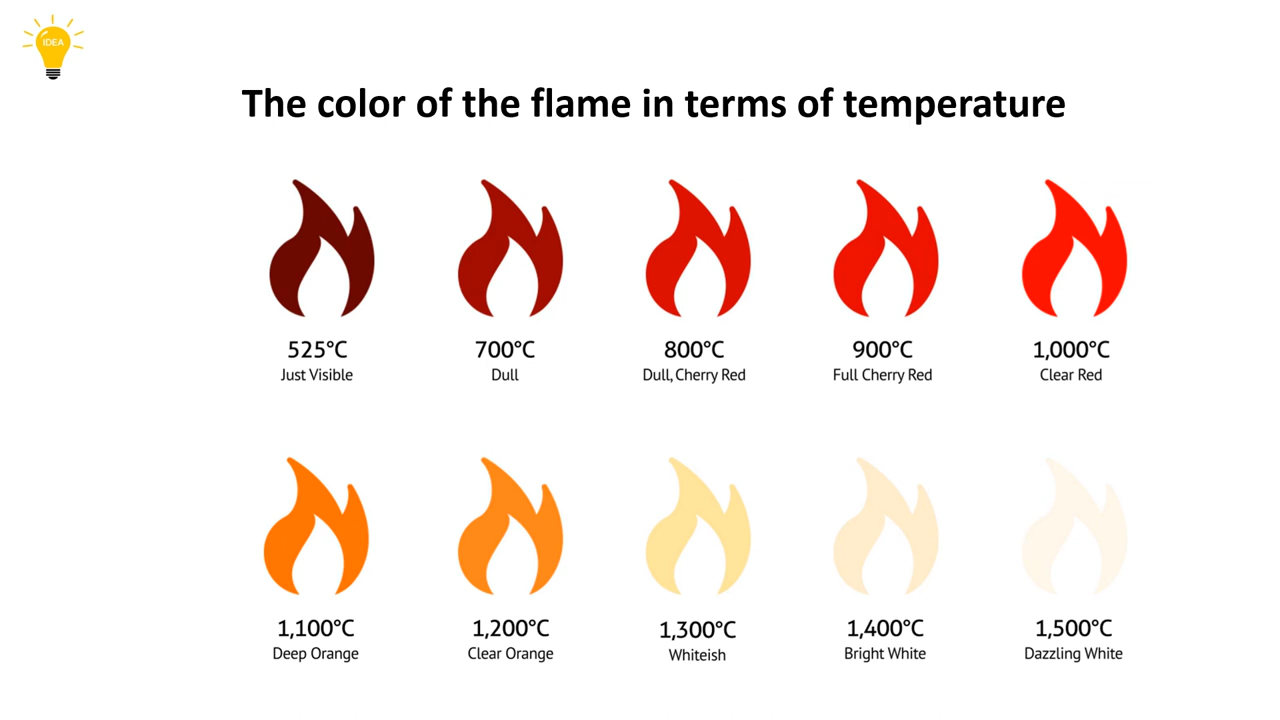 IDEA
The color of the flame in terms of temperature
525°C
Just Visible
700°C
Dull
800°C
Dull, Cherry Red
900°C
Full Cherry Red
1,000°C
Clear Red
1,100°C
Deep Orange
1,200°C
Clear Orange
1,300°C
Whiteish
1,400°C
Bright White
1,500°C
Dazzling White